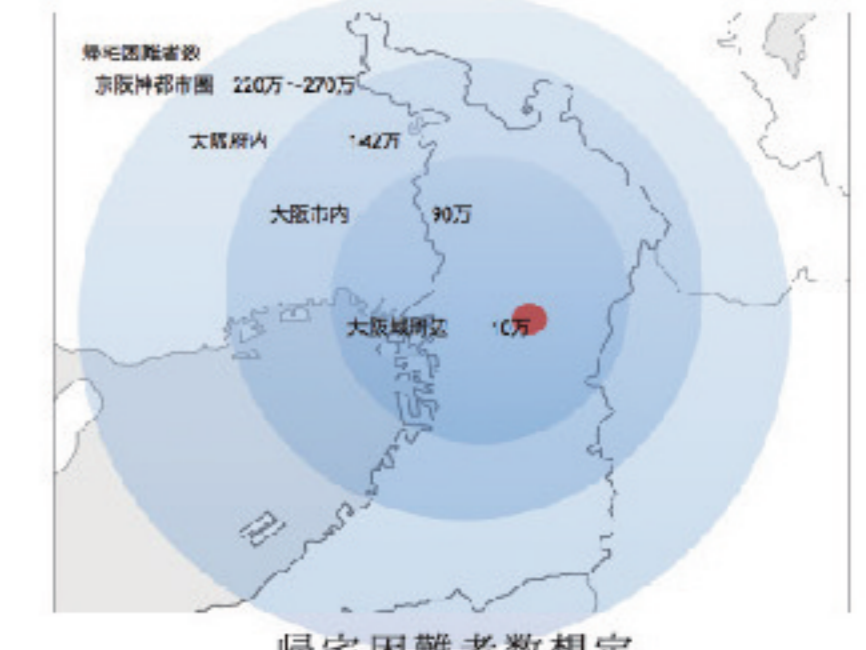 帰宅困難者数
京阪神都市圏 220万~270万
大阪府内 142万
大阪市内 90万
大阪城周辺 10万
帰宅困難者数想定